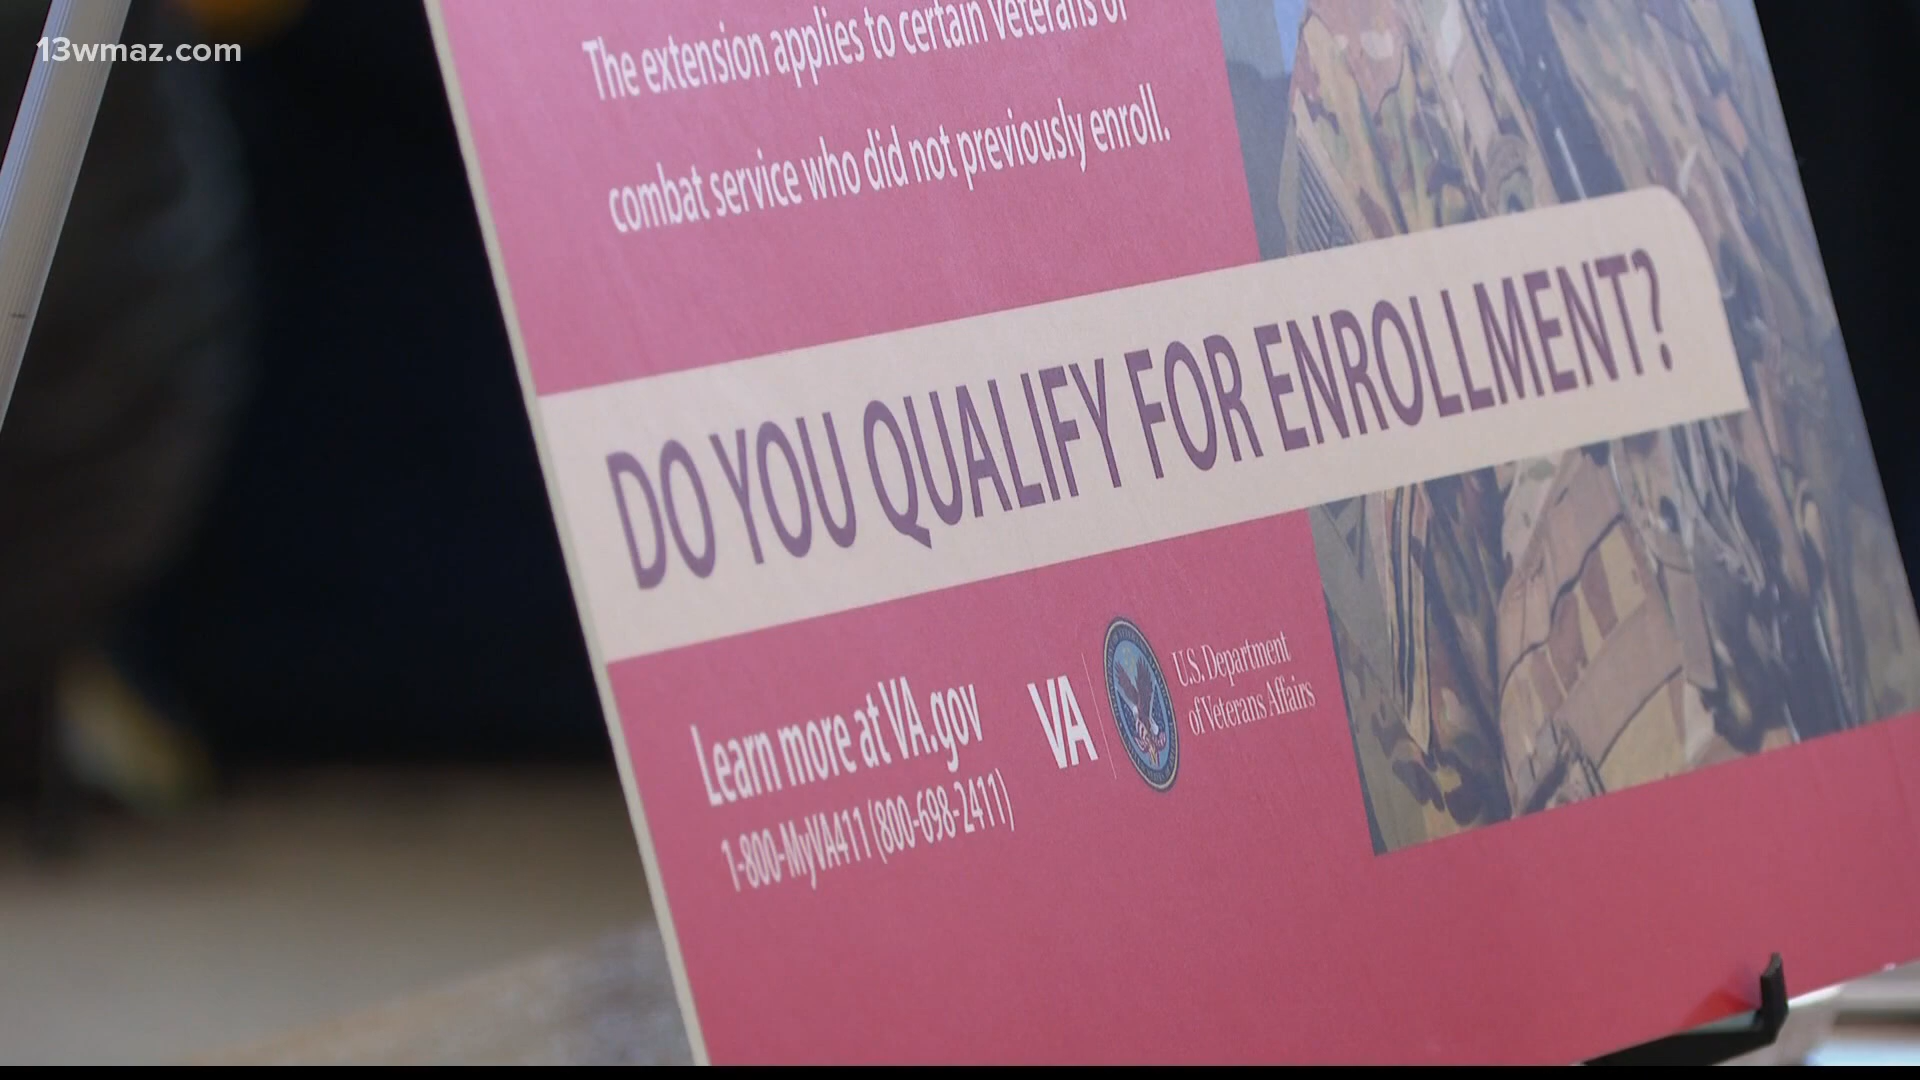 13wmaz.com
The extension applies to certain Veterans of
combat service who did not previously enroll.
DO YOU QUALIFY FOR ENROLLMENT?
Learn more at VA.gov
1-800-MyVA411 (800-698-2411)
VA
U.S. Department
of Veterans Affairs